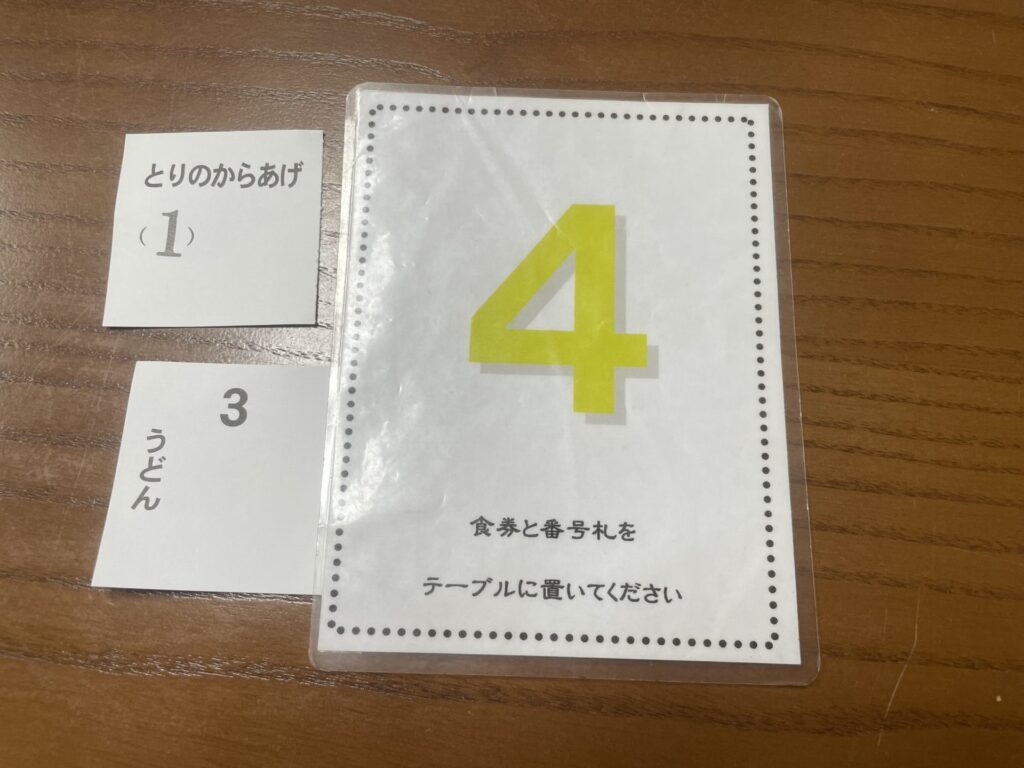 とりのからあげ
(1)
3
うどん
4
食券と番号札を
テーブルに置いてください